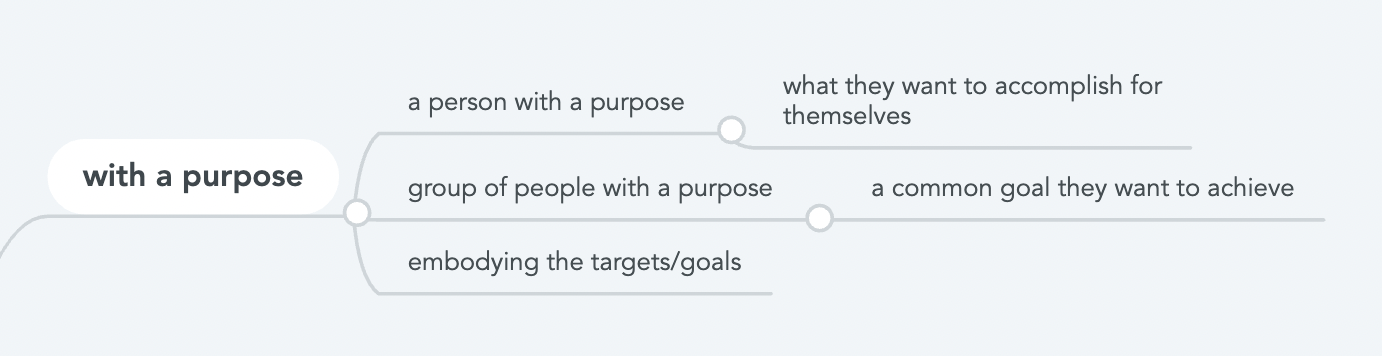 with a purpose
a person with a purpose
what they want to accomplish for
themselves
group of people with a purpose
a common goal they want to achieve
embodying the targets/goals